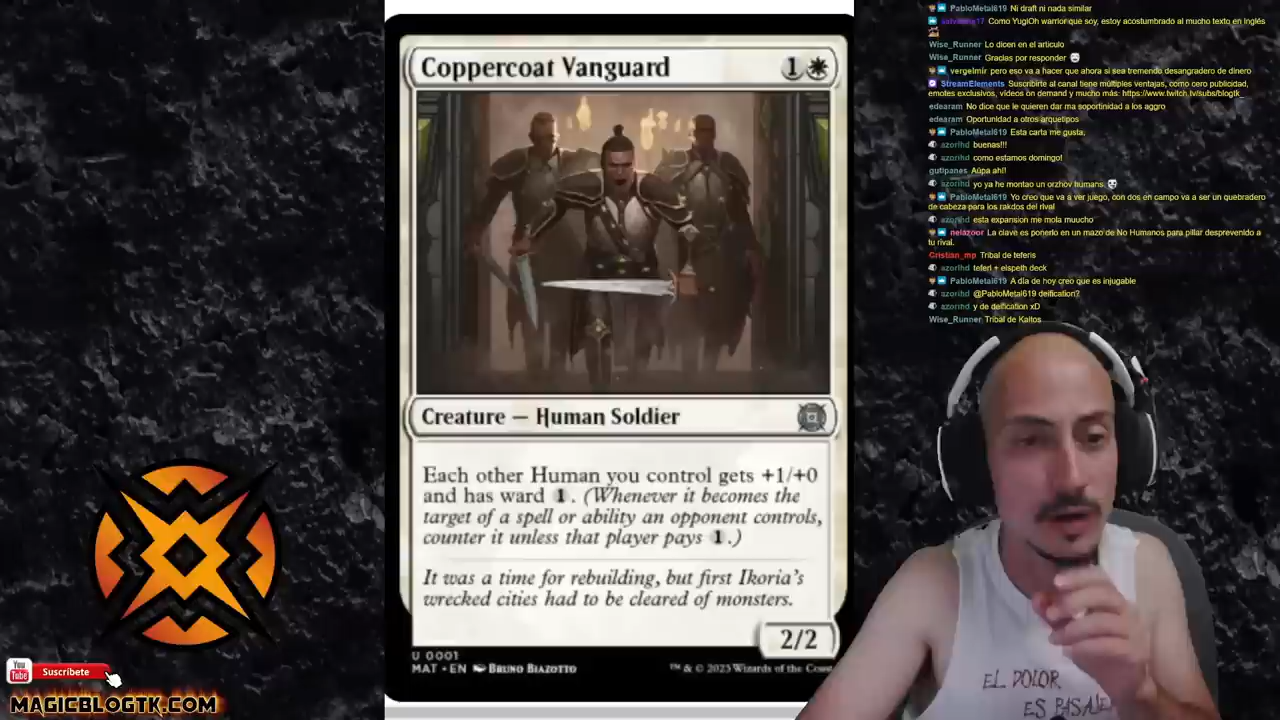 Coppercoat Vanguard
1
Creature — Human Soldier
Each other Human you control gets +1/+0
and has ward 1. (Whenever it becomes the
target of a spell or ability an opponent controls,
counter it unless that player pays 1.)
It was a time for rebuilding, but first Ikoria's
wrecked cities had to be cleared of monsters.
2/2
U 0001
MAT • EN Bruno Biazotto
™ & © 2023 Wizards of the Coast
PabloMetal619 Ni draft ni nada similar
Como YugiOh warrior que soy, estoy acostumbrado al mucho texto en Inglés
Wise_Runner Lo dicen en el articulo
Wise_Runner Gracias por responder
vergelmir pero eso va a hacer que ahora si sea tremendo desangradero de dinero
StreamElements Suscribirte al canal tiene múltiples ventajas, como cero publicidad,
emotes exclusivos, vídeos on demand y mucho más: https://www.twitch.tv/subs/blogtk_
edearam No dice que le quieren dar ma soportinidad a los aggro
edearam Oportunidad a otros arquetipos
PabloMetal619 Esta carta me gusta,
azorihd buenas!!!
azorihd como estamos domingo!
gutipanes Aúpa ahí!
azorihd yo ya he montao un orzhov humans
PabloMetal619 Yo creo que va a ver juego, con dos en campo va a ser un quebradero
de cabeza para los rakdos del rival
azorihd esta expansion me mola muucho
nelazoor La clave es ponerlo en un mazo de No Humanos para pillar desprevenido a
tu rival.
Cristian_mp Tribal de teferis
azorihd teferi + elspeth deck
PabloMetal619 A día de hoy creo que es injugable
azorihd @PabloMetal619 deification?
azorihd y de daification xD
Wise_Runner Tribal de Kaitos
EL DOLOR
ES PASAJE
You
Tube
Suscríbete
MAGICBLOGTK.COM